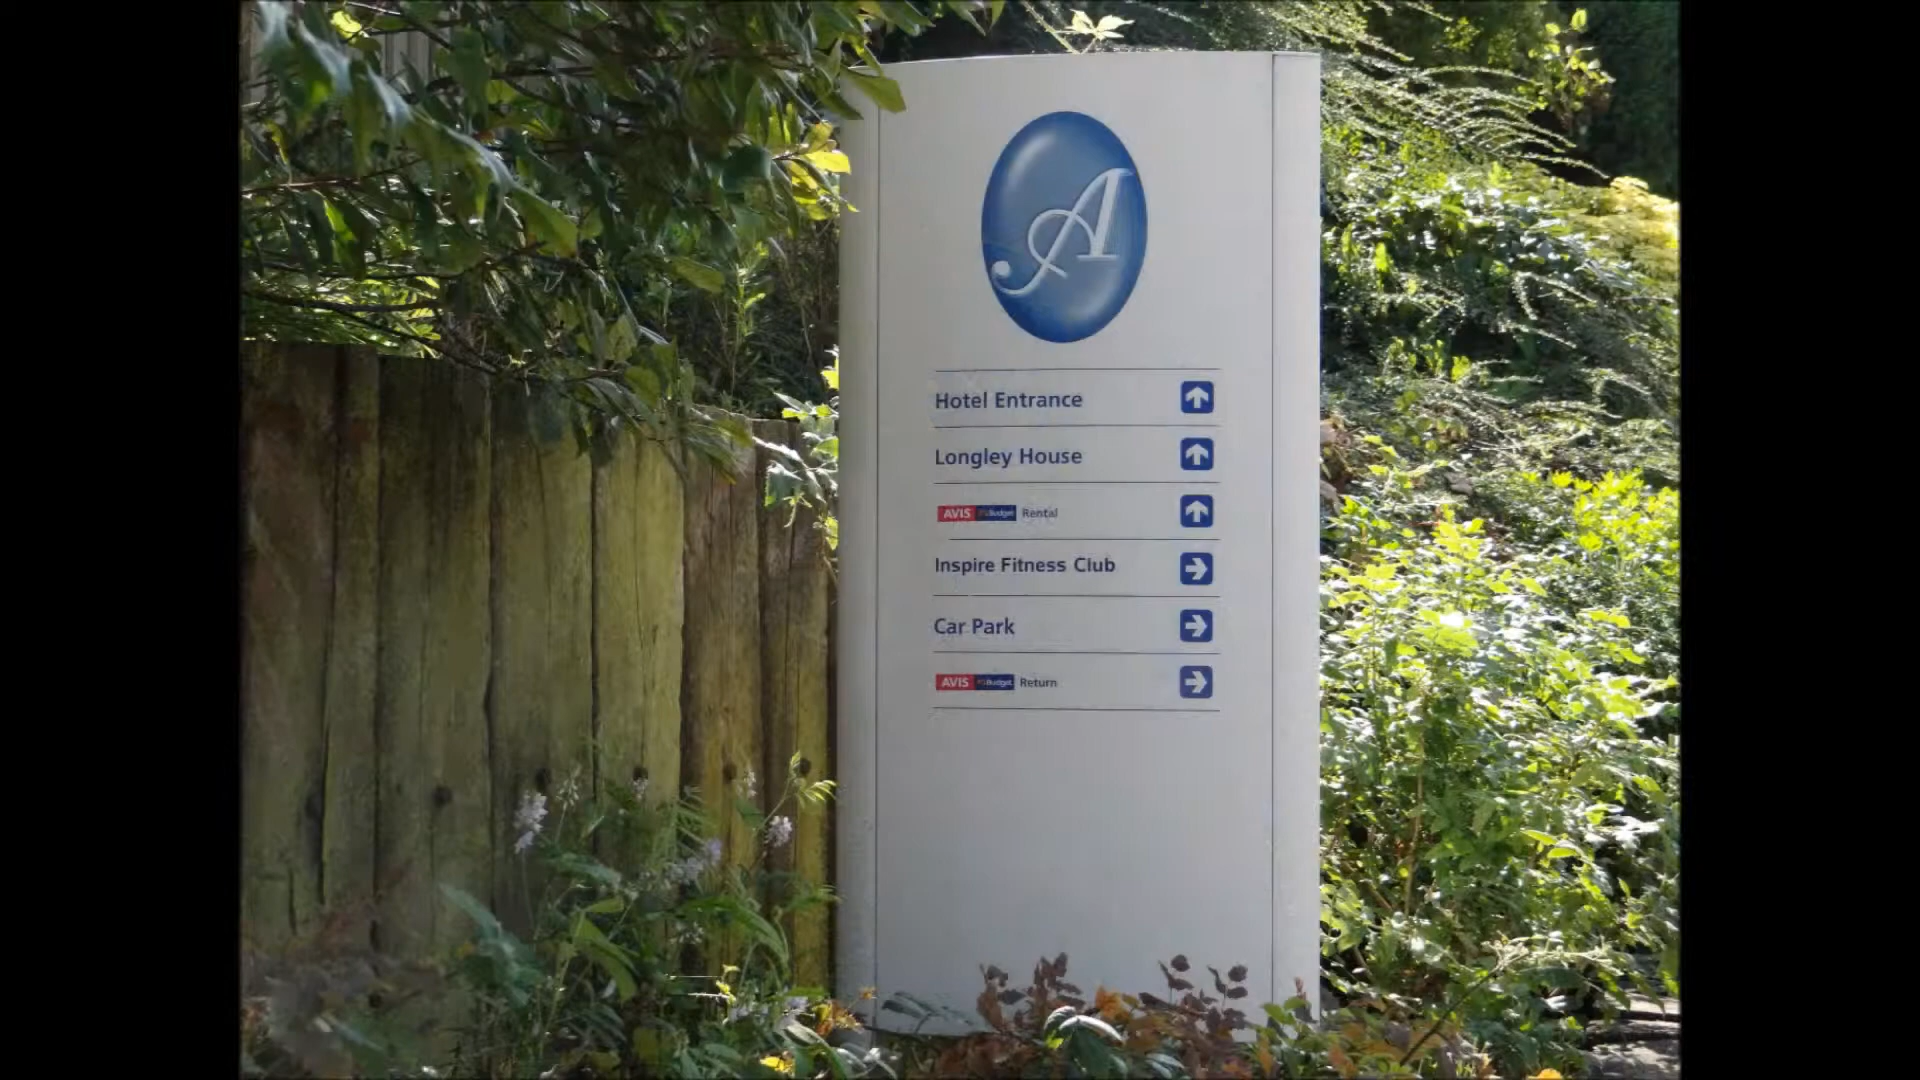 A
Hotel Entrance
Longley House
AVIS Budget Rental
Inspire Fitness Club
Car Park
AVIS Budget Return